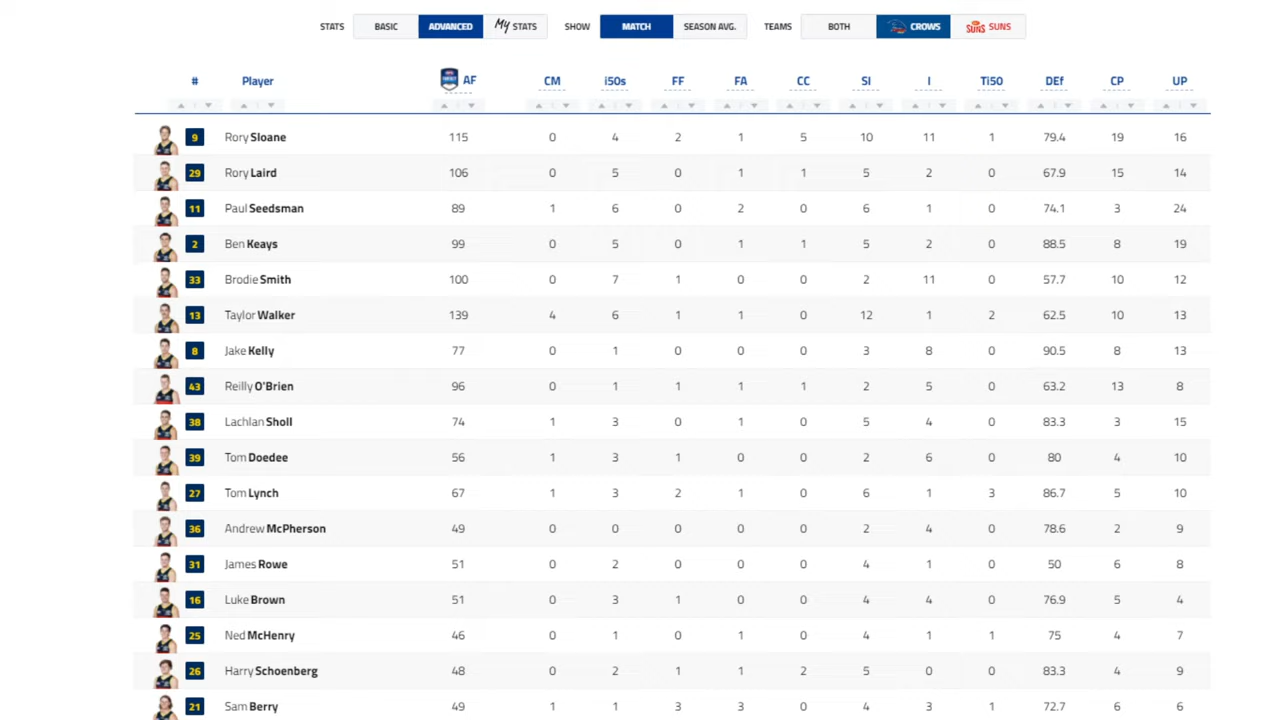 STATS BASIC ADVANCED My STATS SHOW MATCH SEASON AVG. TEAMS BOTH CROWS SUNS SUNS
# Player AF CM i50s FF FA CC SI I Ti50 DEf CP UP
9 Rory Sloane 115 0 4 2 1 5 10 11 1 79.4 19 16
29 Rory Laird 106 0 5 0 1 1 5 2 0 67.9 15 14
11 Paul Seedsman 89 1 6 0 2 0 6 1 0 74.1 3 24
2 Ben Keays 99 0 5 0 1 1 5 2 0 88.5 8 19
33 Brodie Smith 100 0 7 1 0 0 2 11 0 57.7 10 12
13 Taylor Walker 139 4 6 1 1 0 12 1 2 62.5 10 13
8 Jake Kelly 77 0 1 0 0 0 3 8 0 90.5 8 13
43 Reilly O'Brien 96 0 1 1 1 1 2 5 0 63.2 13 8
38 Lachlan Sholl 74 1 3 0 1 0 5 4 0 83.3 3 15
39 Tom Doedee 56 1 3 1 0 0 2 6 0 80 4 10
27 Tom Lynch 67 1 3 2 1 0 6 1 3 86.7 5 10
36 Andrew McPherson 49 0 0 0 0 0 2 4 0 78.6 2 9
31 James Rowe 51 0 2 0 0 0 4 1 0 50 6 8
16 Luke Brown 51 0 3 1 0 0 4 4 0 76.9 5 4
25 Ned McHenry 46 0 1 0 1 0 4 1 1 75 4 7
26 Harry Schoenberg 48 0 2 1 1 2 5 0 0 83.3 4 9
21 Sam Berry 49 1 1 3 3 0 4 3 1 72.7 6 6